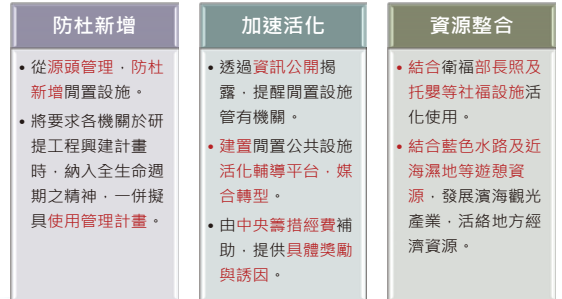 防杜新增
•從源頭管理，防杜
新增閒置設施。
•將要求各機關於研
提工程興建計畫
時，納入全生命週
期之精神，一併擬
具使用管理計畫。
加速活化
•透過資訊公開揭
露，提醒閒置設施
管有機關。
•建置閒置公共設施
活化輔導平台，媒
合轉型。
•由中央籌措經費補
助，提供具體獎勵
與誘因。
資源整合
•結合衛福部長照及
托嬰等社福設施活
化使用。
•結合藍色水路及近
海濕地等遊憩資
源，發展濱海觀光
產業，活絡地方經
濟資源。